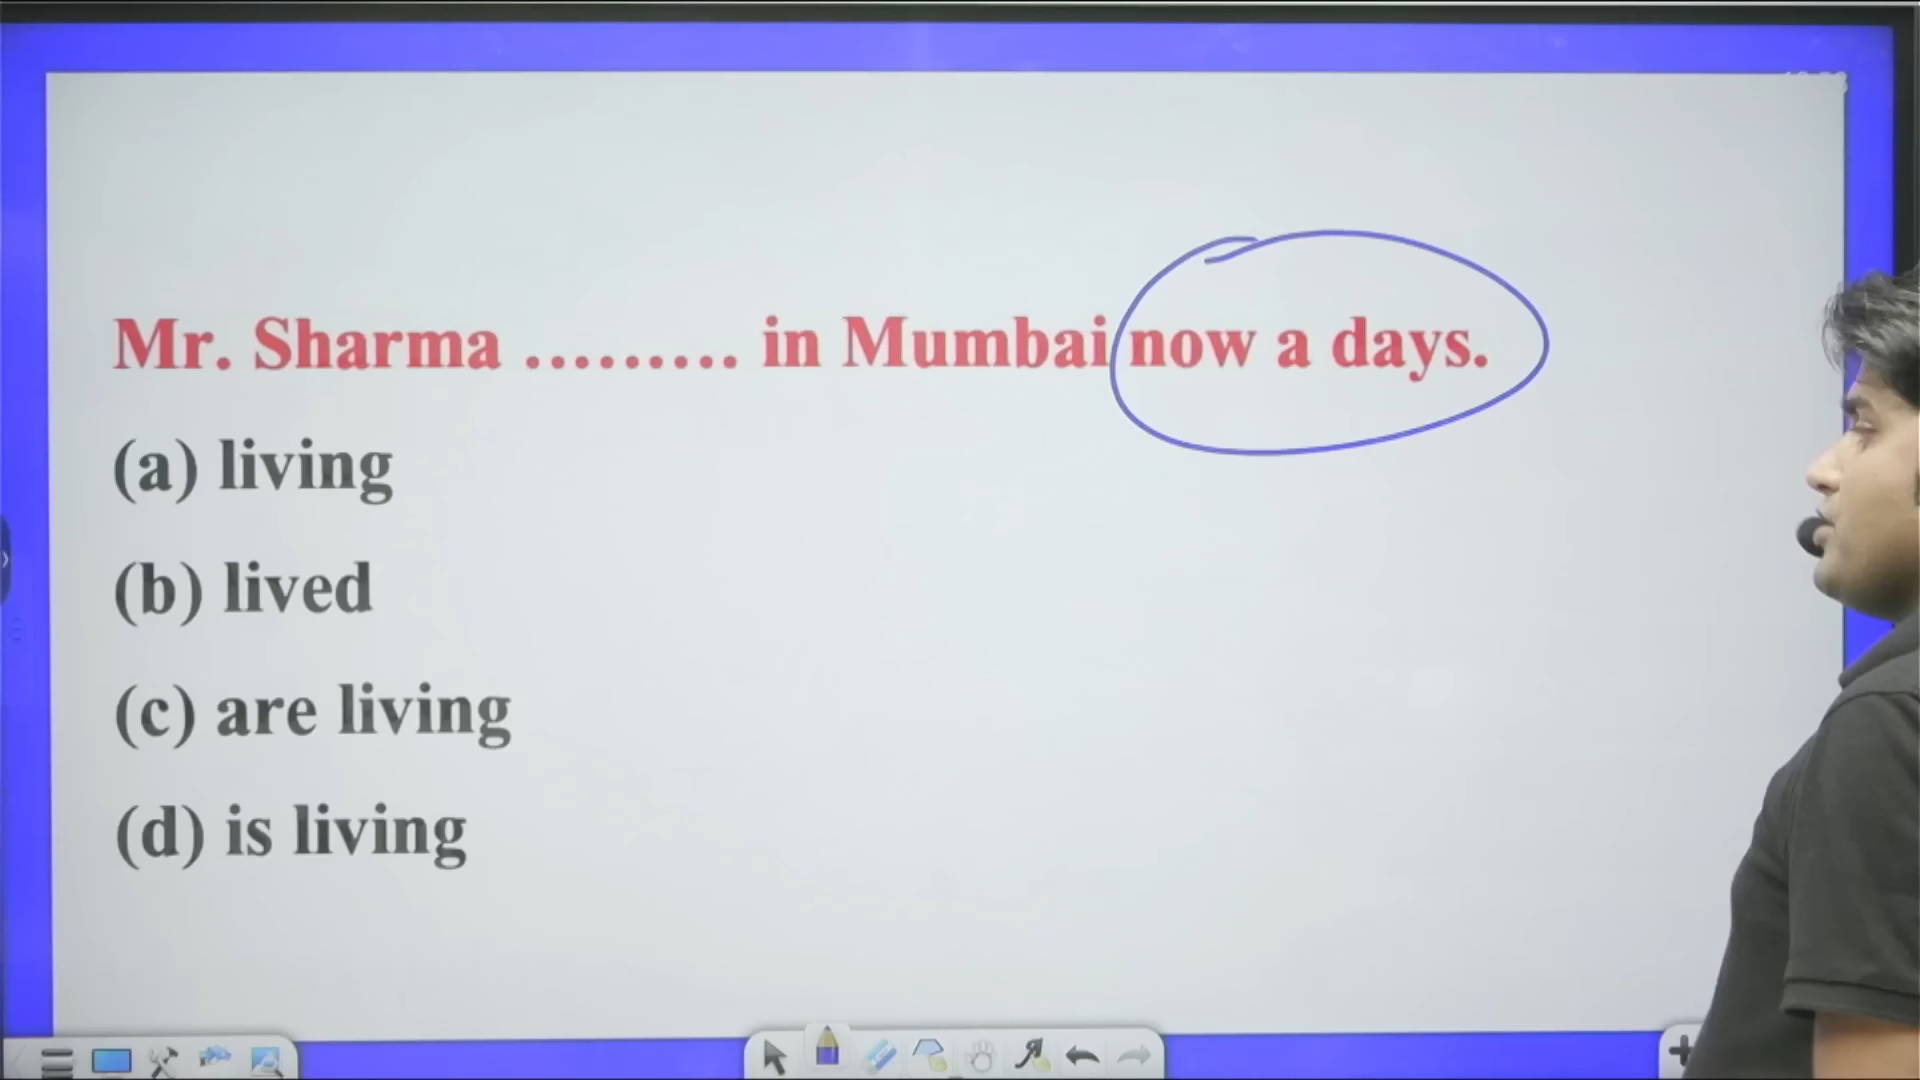 Mr. Sharma ......... in Mumbai now a days.
(a) living
(b) lived
(c) are living
(d) is living